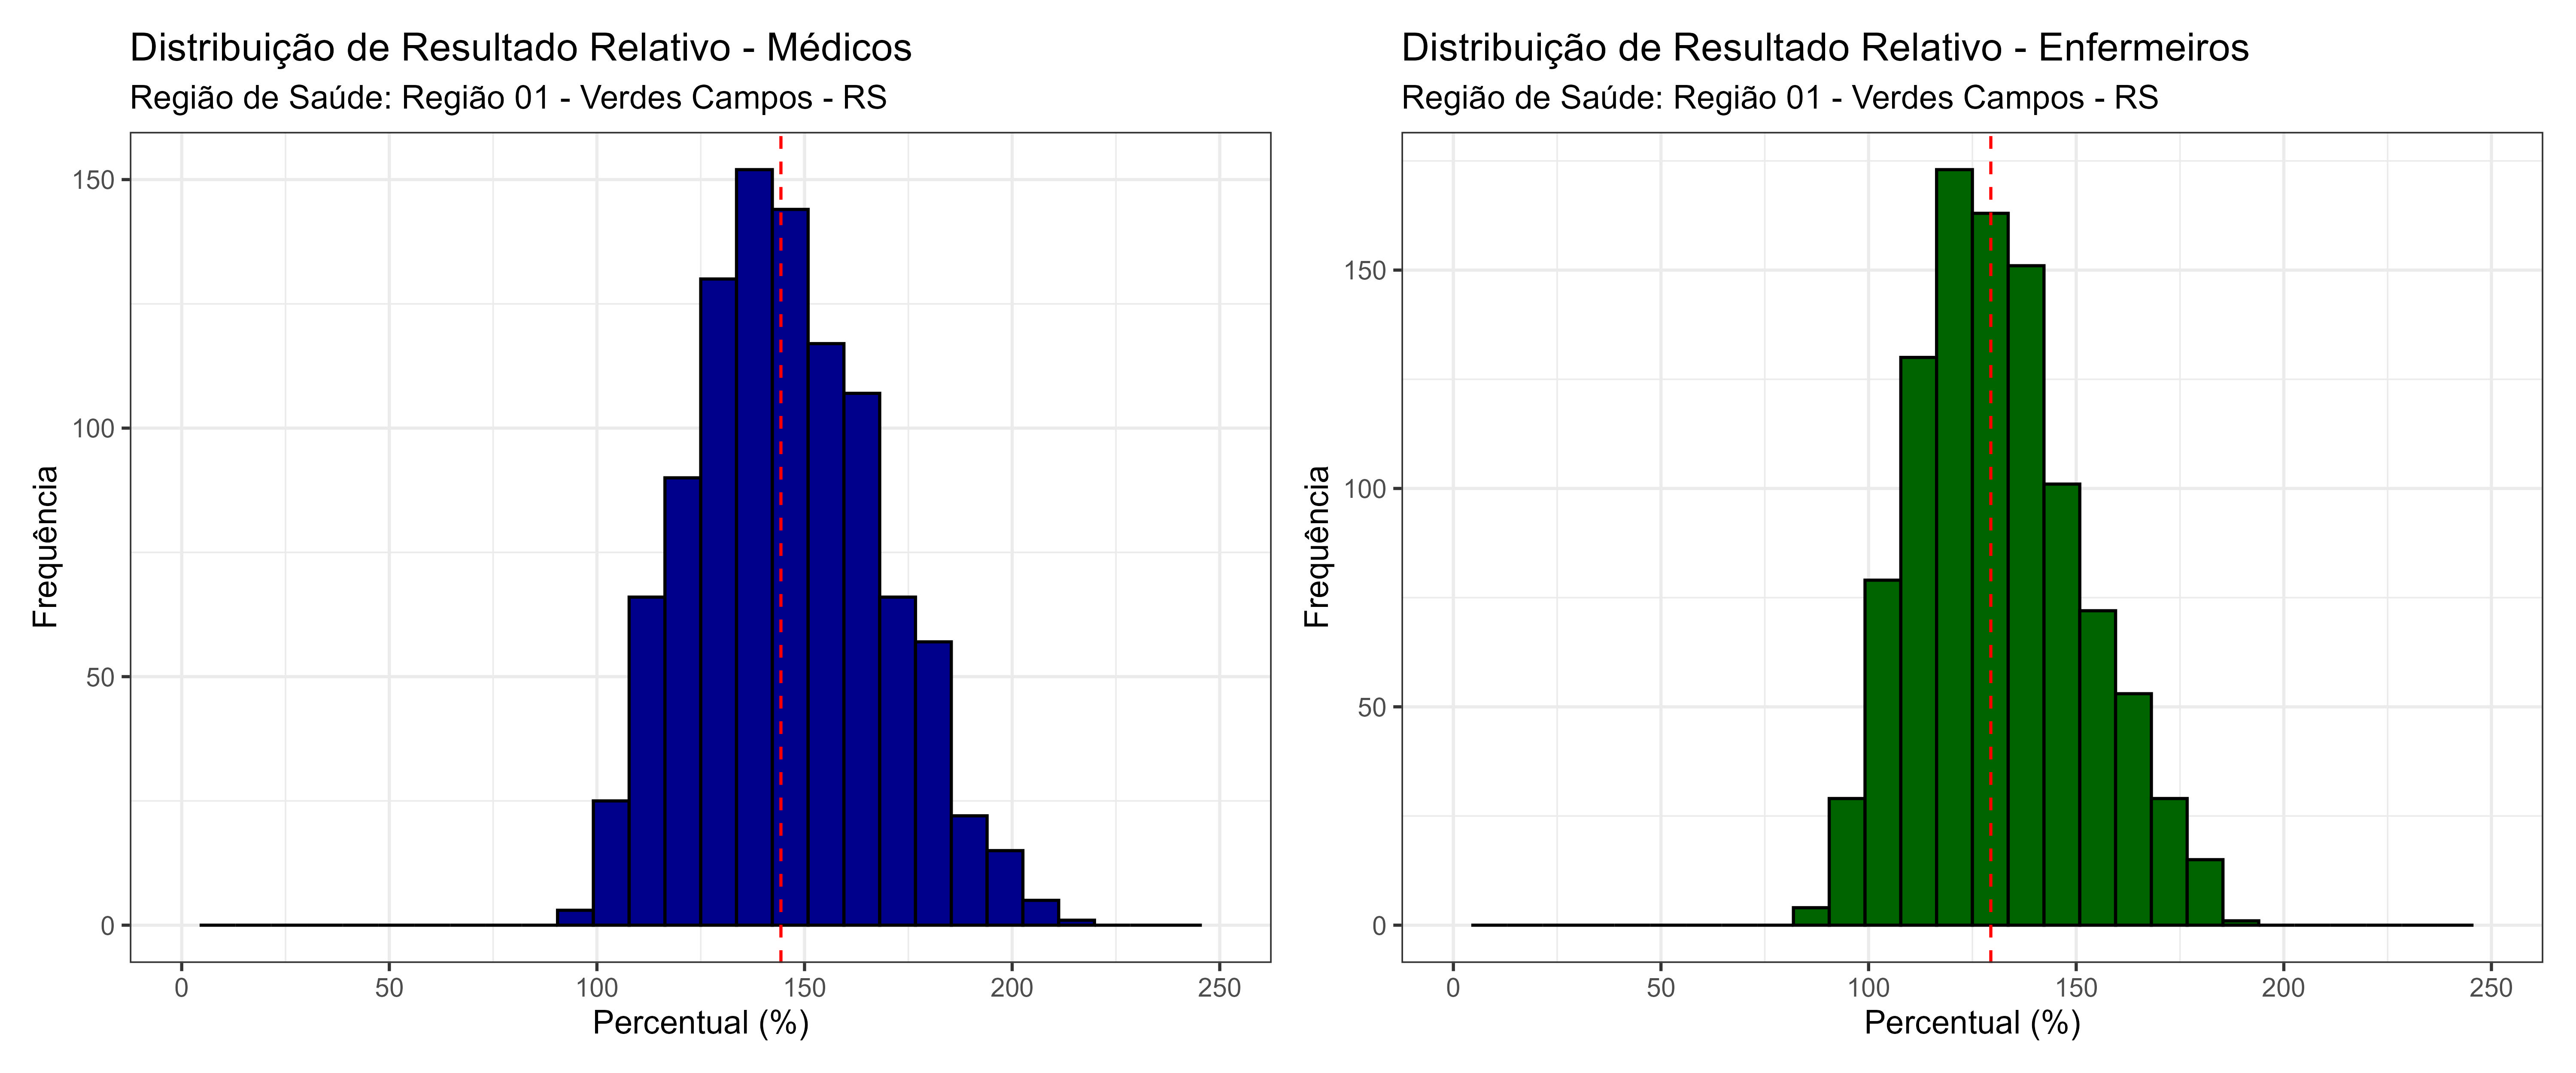 Distribuição de Resultado Relativo - Médicos
Região de Saúde: Região 01 - Verdes Campos - RS
150
100
50
0
Frequência
0 50 100 150 200 250
Percentual (%)
Distribuição de Resultado Relativo - Enfermeiros
Região de Saúde: Região 01 - Verdes Campos - RS
150
100
50
0
Frequência
0 50 100 150 200 250
Percentual (%)